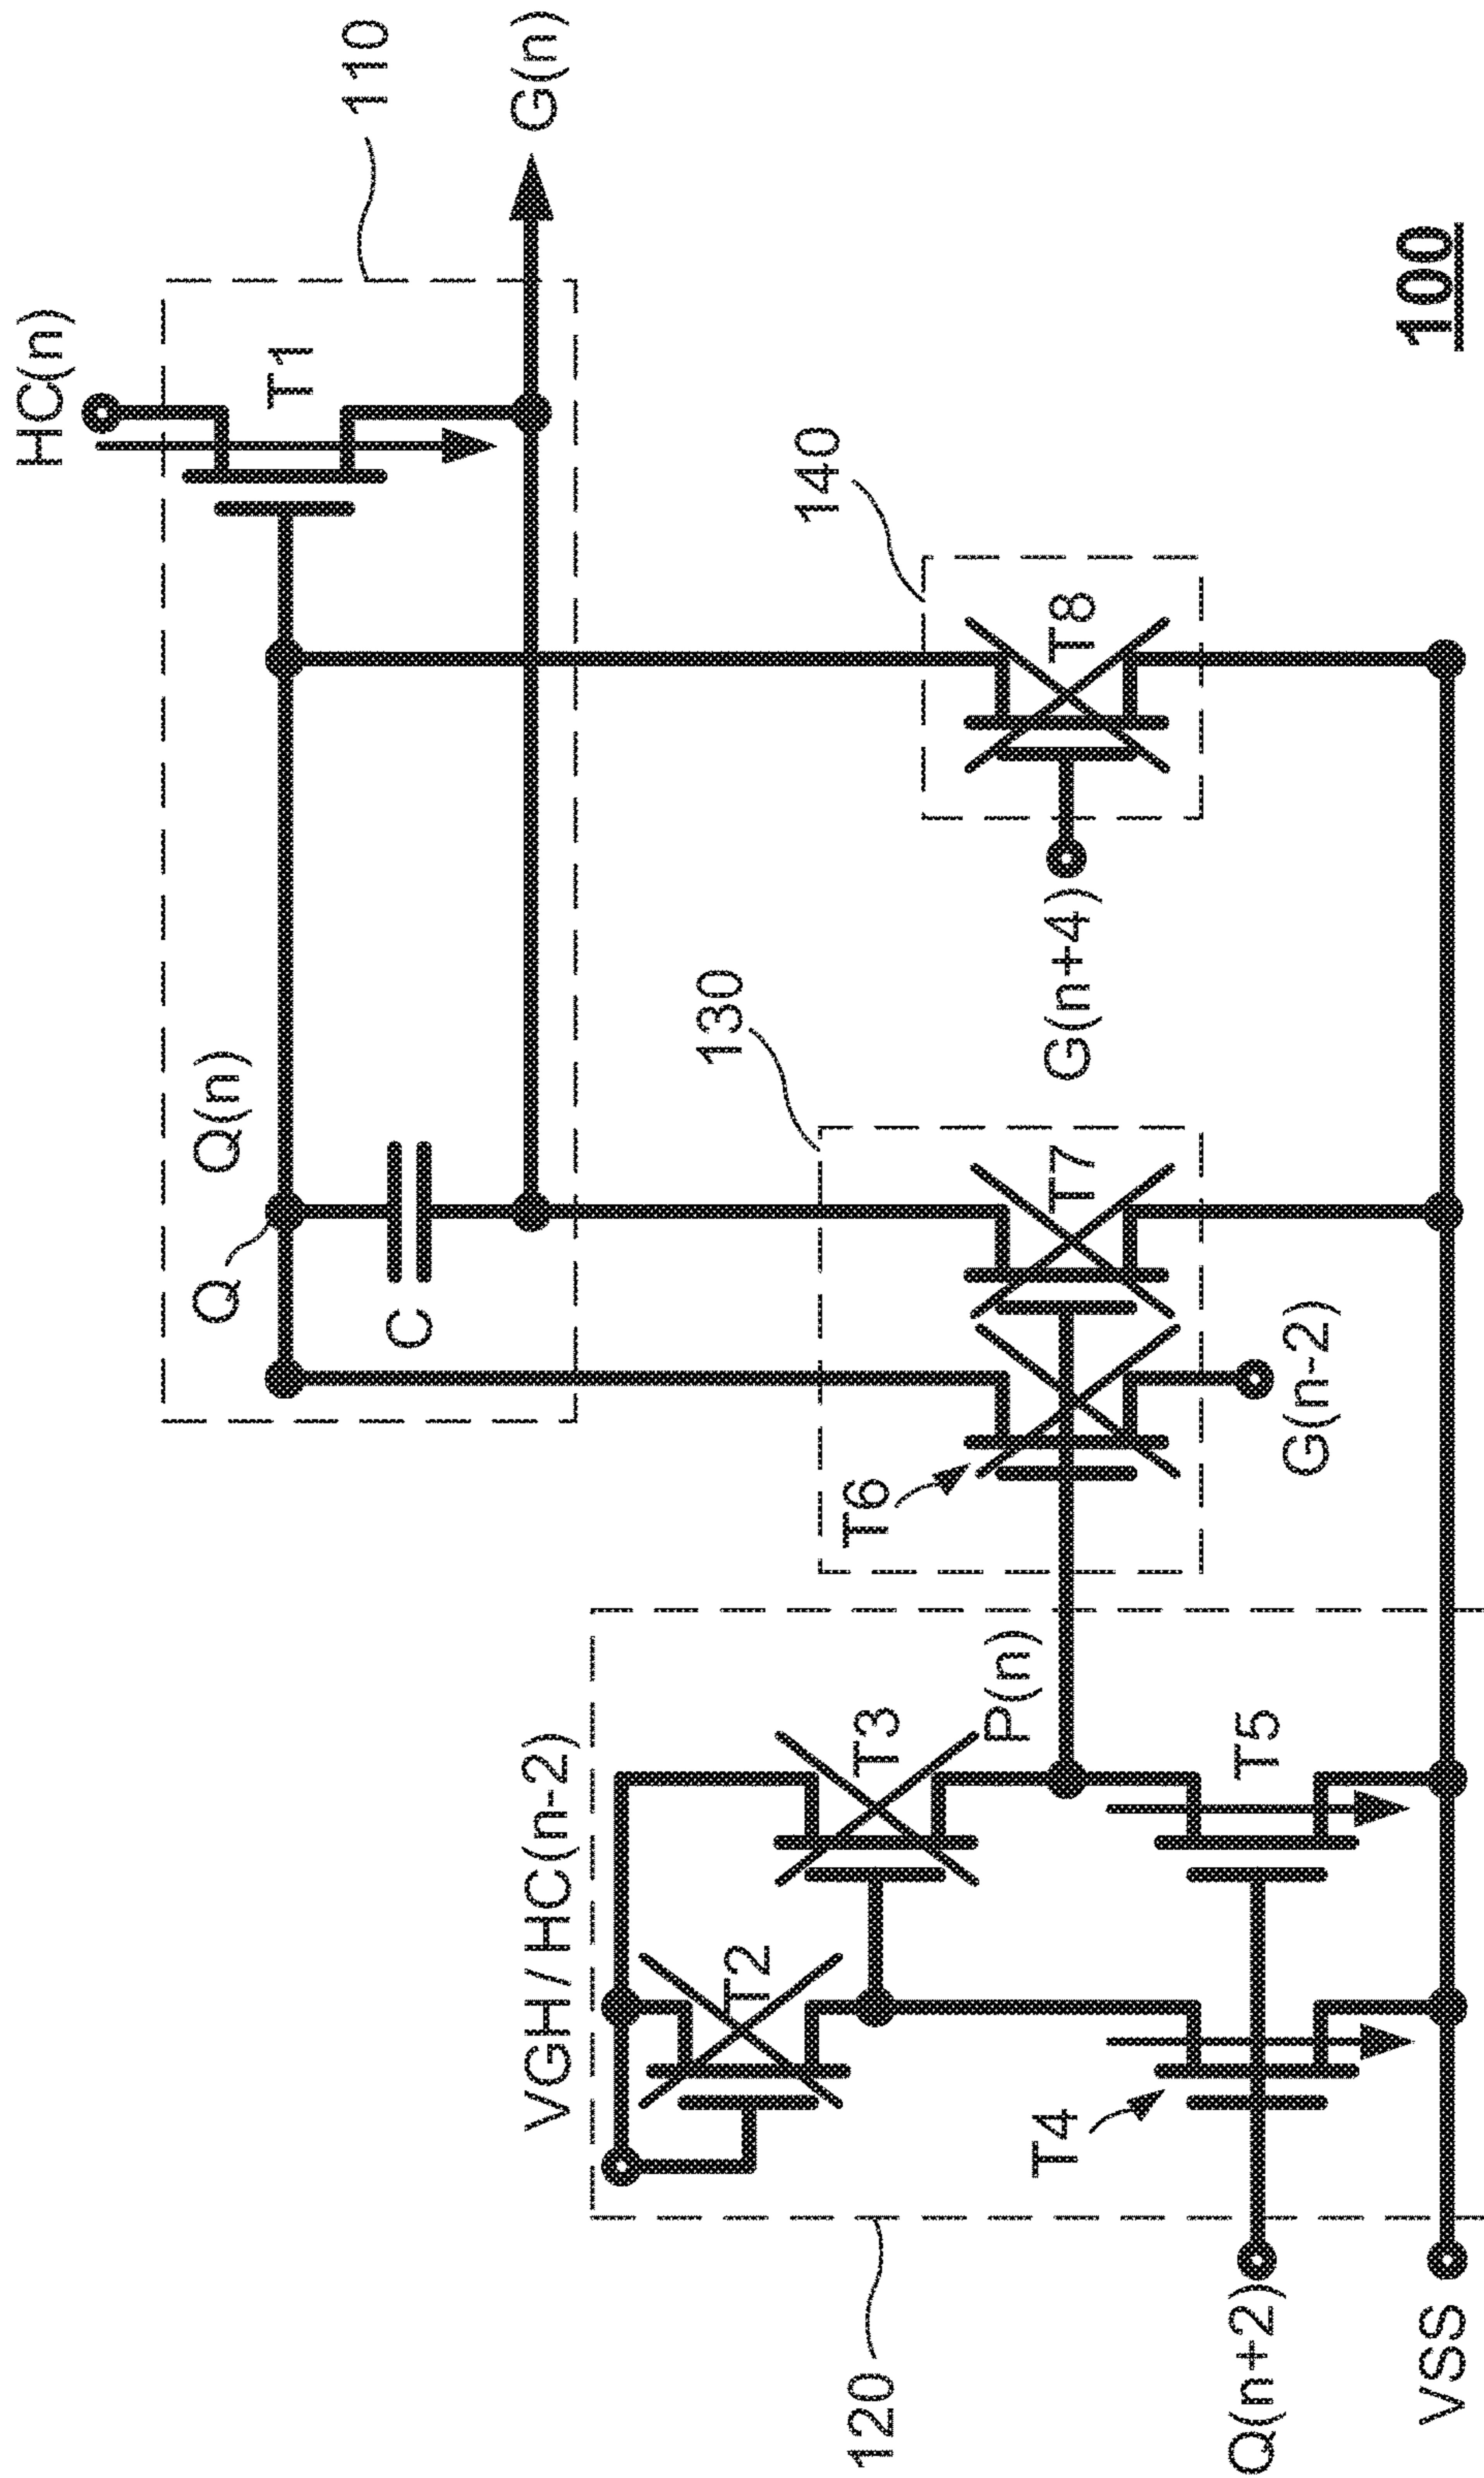 HC(n)
110
T1
G(n)
Q
Q(n)
C
VGH / HC(n-2)
130
140
T2
T3
T6
T7
T8
P(n)
G(n+4)
120
T4
T5
Q(n+2)
G(n-2)
VSS
100